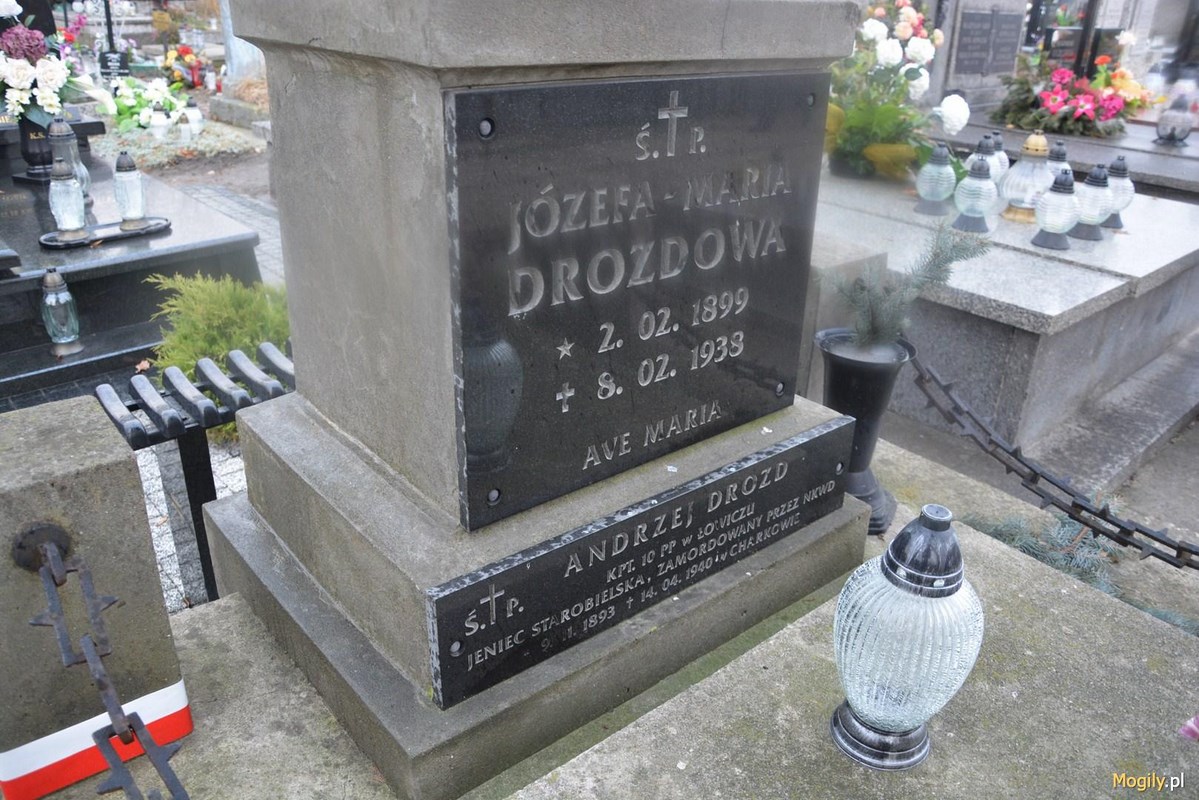 Ś. † P.
JÓZEFA - MARIA
DROZDOWA
* 2. 02. 1899
† 8. 02. 1938
AVE MARIA
Ś. † P.
ANDRZEJ DROZD
KPT. 10 PP W ŁOWICZU
JENIEC STAROBIELSKA, ZAMORDOWANY PRZEZ NKWD
1893 † 14. 04. 1940 W CHARKOWIE
K.S.
Mogily.pl